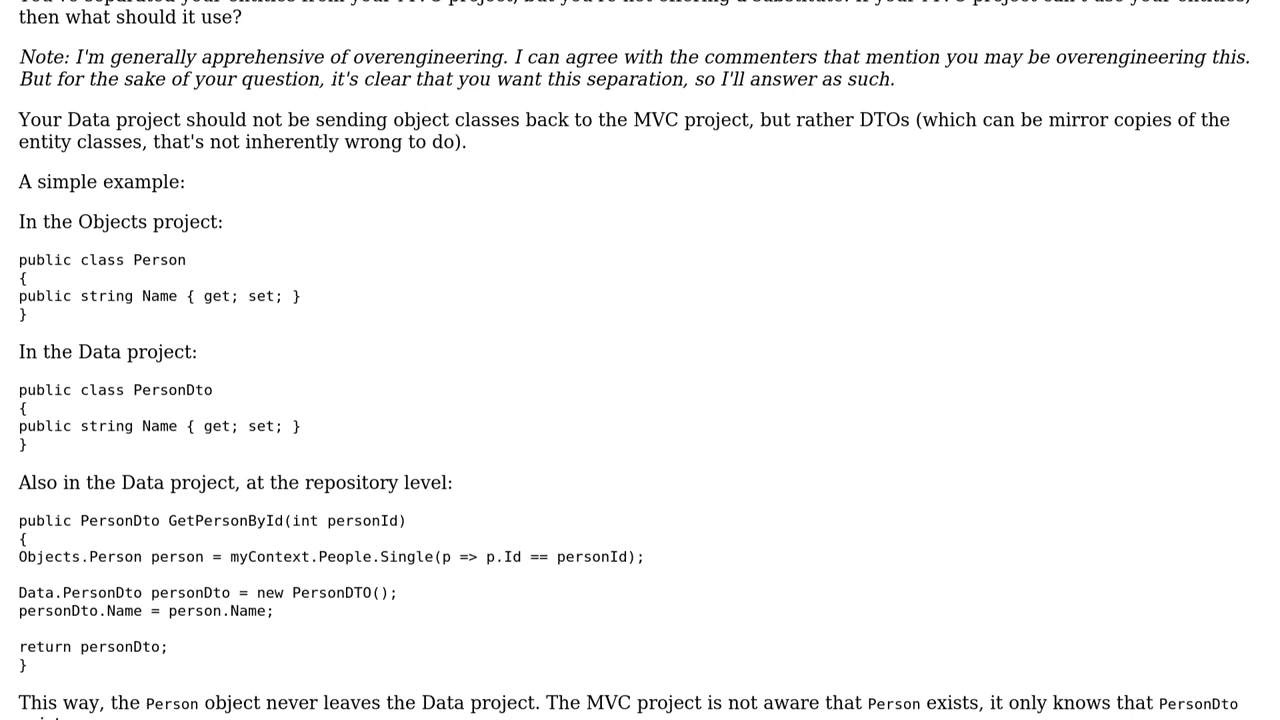 then what should it use?
Note: I'm generally apprehensive of overengineering. I can agree with the commenters that mention you may be overengineering this.
But for the sake of your question, it's clear that you want this separation, so I'll answer as such.
Your Data project should not be sending object classes back to the MVC project, but rather DTOs (which can be mirror copies of the
entity classes, that's not inherently wrong to do).
A simple example:
In the Objects project:
public class Person
{
public string Name { get; set; }
}
In the Data project:
public class PersonDto
{
public string Name { get; set; }
}
Also in the Data project, at the repository level:
public PersonDto GetPersonById(int personId)
{
Objects.Person person = myContext.People.Single(p => p.Id == personId);
Data.PersonDto personDto = new PersonDTO();
personDto.Name = person.Name;
return personDto;
}
This way, the Person object never leaves the Data project. The MVC project is not aware that Person exists, it only knows that PersonDto